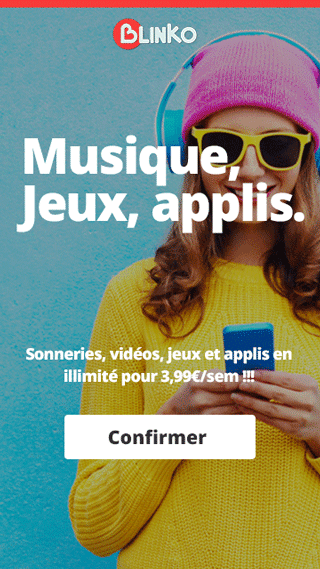 BLINKO
Musique,
Jeux, applis.
Sonneries, vidéos, jeux et applis en
illimité pour 3,99€/sem !!!
Confirmer